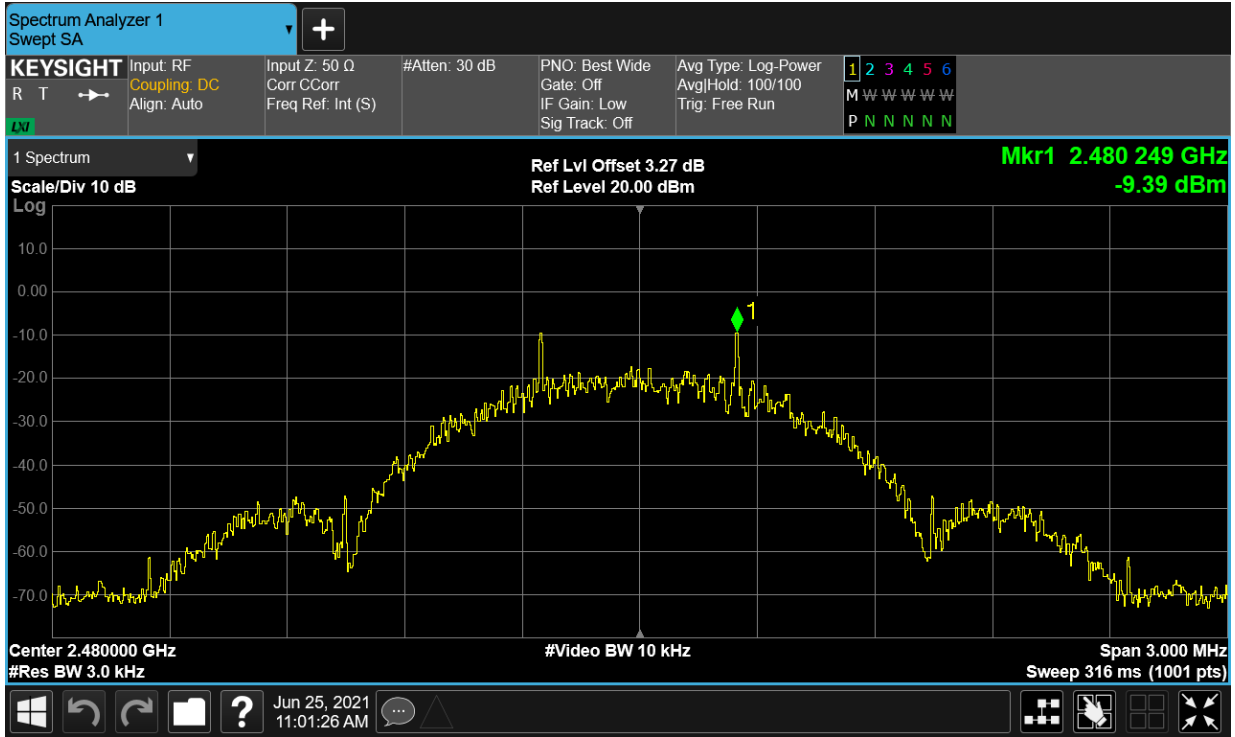 Spectrum Analyzer 1
Swept SA
KEYSIGHT
R T
LXI
Input: RF
Coupling: DC
Align: Auto
Input Z: 50 Ω
Corr CCorr
Freq Ref: Int (S)
#Atten: 30 dB
PNO: Best Wide
Gate: Off
IF Gain: Low
Sig Track: Off
Avg Type: Log-Power
Avg|Hold: 100/100
Trig: Free Run
1 2 3 4 5 6
M W W W W W
P N N N N N
1 Spectrum
Scale/Div 10 dB
Ref Lvl Offset 3.27 dB
Ref Level 20.00 dBm
Mkr1 2.480 249 GHz
-9.39 dBm
Log
10.0
0.00
-10.0
-20.0
-30.0
-40.0
-50.0
-60.0
-70.0
1
Center 2.480000 GHz
#Res BW 3.0 kHz
#Video BW 10 kHz
Span 3.000 MHz
Sweep 316 ms (1001 pts)
?
Jun 25, 2021
11:01:26 AM